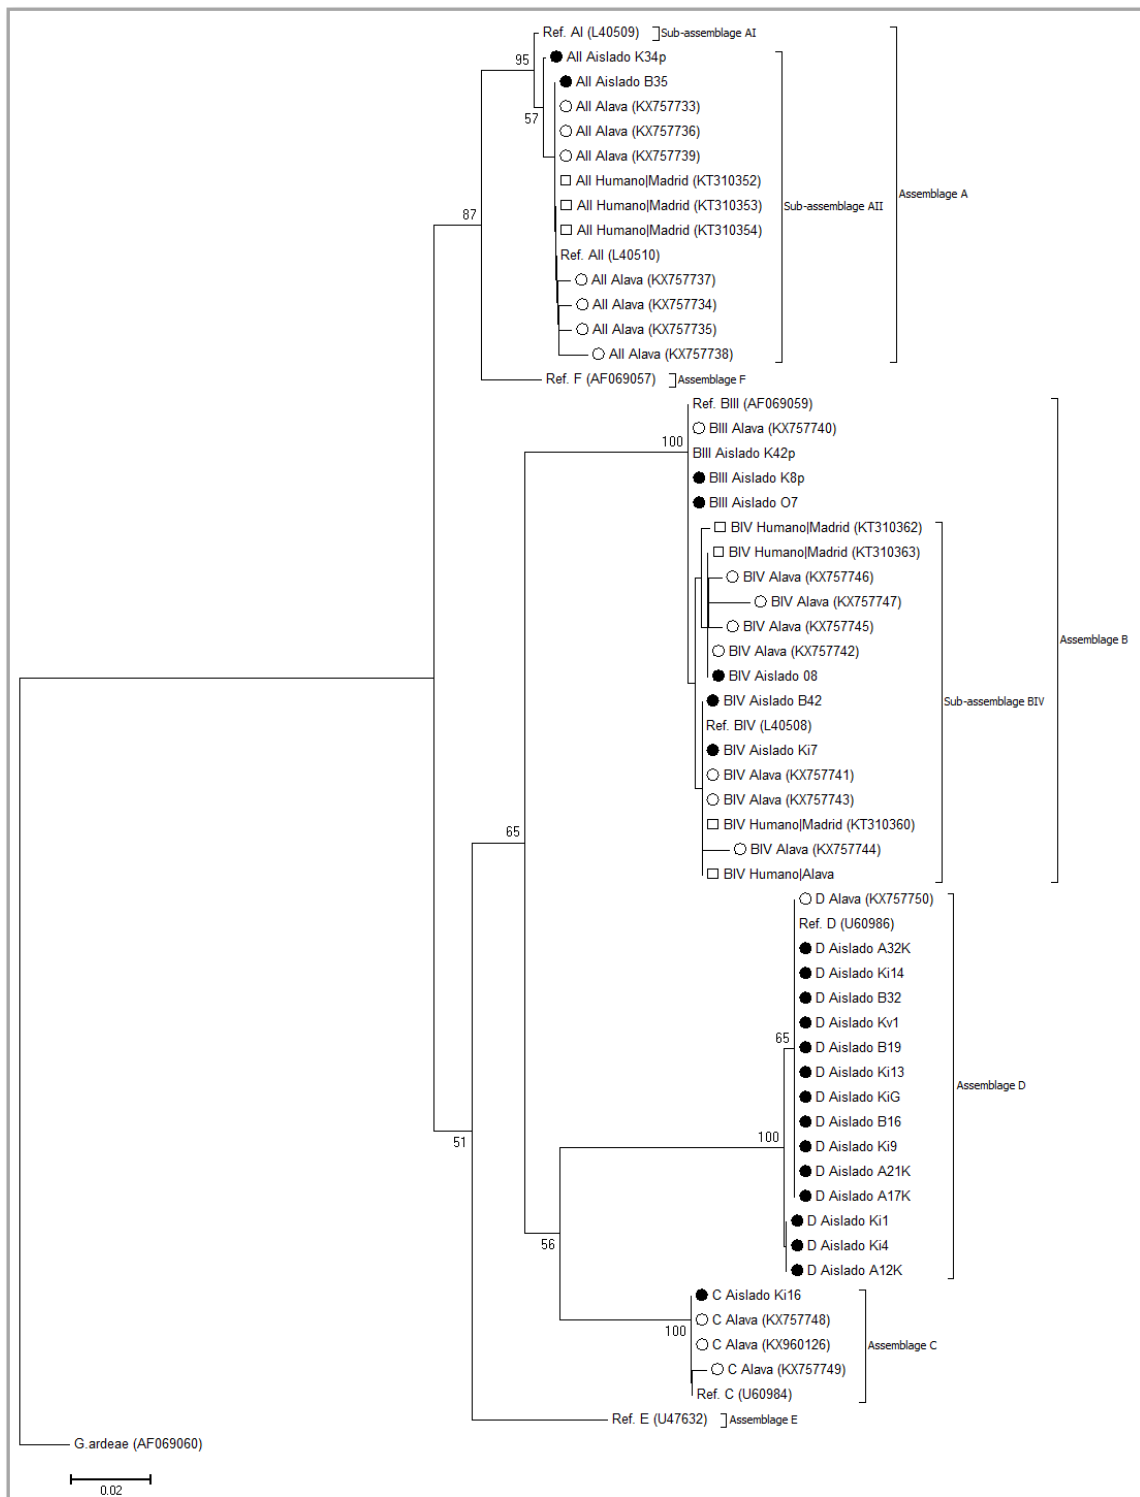 Ref. AI (L40509)
Sub-assemblage AI
95
AII Aislado K34p
AII Aislado B35
AII Alava (KX757733)
57
AII Alava (KX757736)
AII Alava (KX757739)
AII Humano|Madrid (KT310352)
Assemblage A
AII Humano|Madrid (KT310353)
Sub-assemblage AII
87
AII Humano|Madrid (KT310354)
Ref. AII (L40510)
AII Alava (KX757737)
AII Alava (KX757734)
AII Alava (KX757735)
AII Alava (KX757738)
Ref. F (AF069057)
Assemblage F
Ref. BIII (AF069059)
BIII Alava (KX757740)
100
BIII Aislado K42p
BIII Aislado K8p
BIII Aislado O7
BIV Humano|Madrid (KT310362)
BIV Humano|Madrid (KT310363)
BIV Alava (KX757746)
BIV Alava (KX757747)
BIV Alava (KX757745)
Assemblage B
BIV Alava (KX757742)
BIV Aislado 08
BIV Aislado B42
Sub-assemblage BIV
Ref. BIV (L40508)
BIV Aislado Ki7
BIV Alava (KX757741)
BIV Alava (KX757743)
BIV Humano|Madrid (KT310360)
65
BIV Alava (KX757744)
BIV Humano|Alava
D Alava (KX757750)
Ref. D (U60986)
D Aislado A32K
D Aislado Ki14
D Aislado B32
D Aislado Kv1
65
D Aislado B19
D Aislado Ki13
Assemblage D
D Aislado KiG
D Aislado B16
100
51
D Aislado Ki9
D Aislado A21K
D Aislado A17K
D Aislado Ki1
56
D Aislado Ki4
D Aislado A12K
C Aislado Ki16
C Alava (KX757748)
100
C Alava (KX960126)
Assemblage C
C Alava (KX757749)
Ref. C (U60984)
Ref. E (U47632)
Assemblage E
G.ardeae (AF069060)
0.02